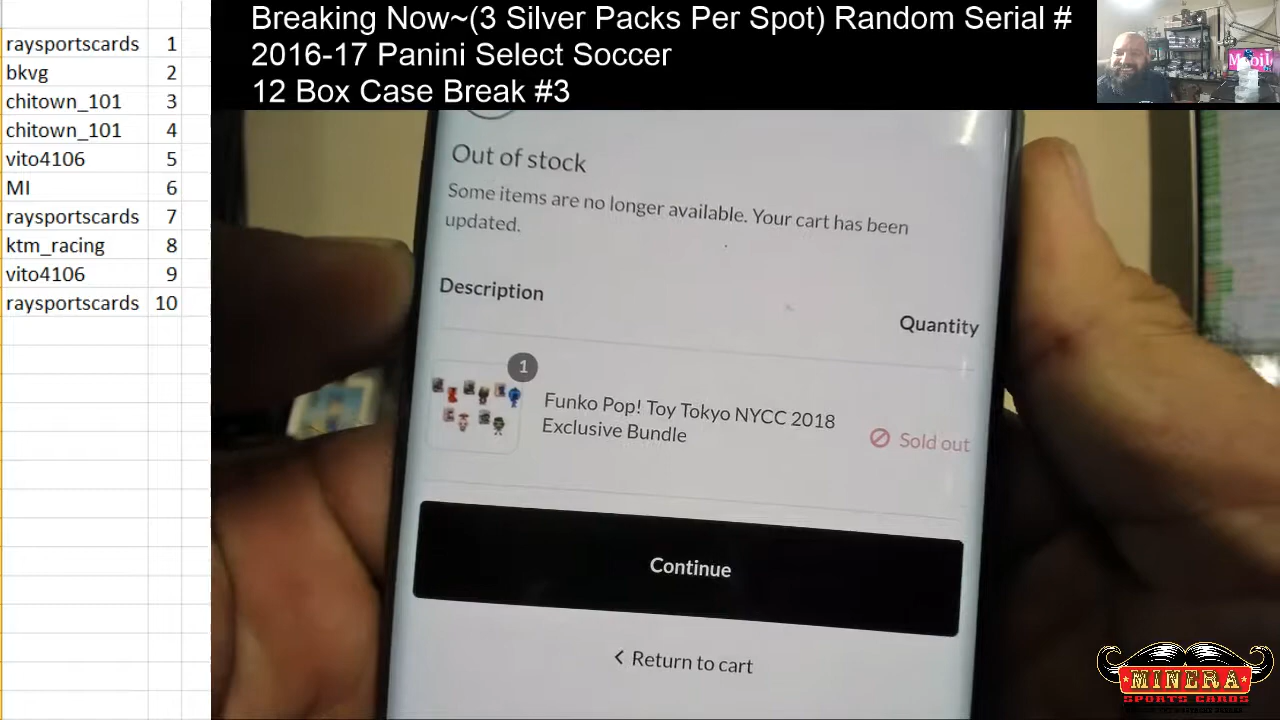 Breaking Now~(3 Silver Packs Per Spot) Random Serial #
2016-17 Panini Select Soccer
12 Box Case Break #3
raysportscards 1
bkvg 2
chitown_101 3
chitown_101 4
vito4106 5
MI 6
raysportscards 7
ktm_racing 8
vito4106 9
raysportscards 10
Out of stock
Some items are no longer available. Your cart has been
updated.
Description
Quantity
1
Funko Pop! Toy Tokyo NYCC 2018
Exclusive Bundle
Sold out
Continue
< Return to cart
MINERA
SPORTS CARDS